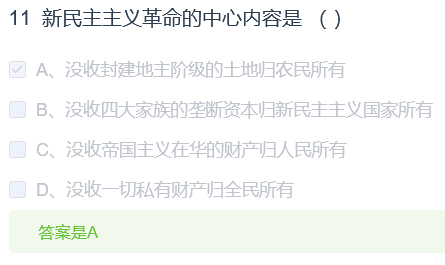 11 新民主主义革命的中心内容是 （ ）
A、没收封建地主阶级的土地归农民所有
B、没收四大家族的垄断资本归新民主主义国家所有
C、没收帝国主义在华的财产归人民所有
D、没收一切私有财产归全民所有
答案是A